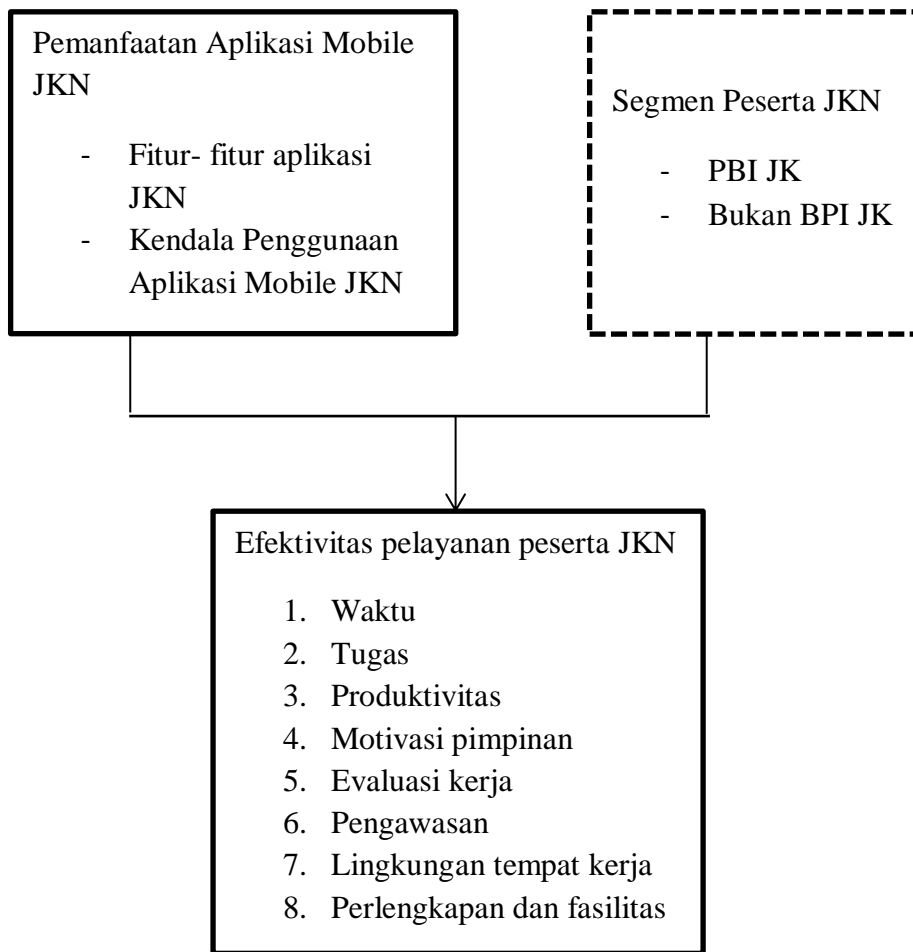 Pemanfaatan Aplikasi Mobile
JKN
- Fitur- fitur aplikasi
JKN
- Kendala Penggunaan
Aplikasi Mobile JKN
Segmen Peserta JKN
- PBI JK
- Bukan BPI JK
Efektivitas pelayanan peserta JKN
1. Waktu
2. Tugas
3. Produktivitas
4. Motivasi pimpinan
5. Evaluasi kerja
6. Pengawasan
7. Lingkungan tempat kerja
8. Perlengkapan dan fasilitas